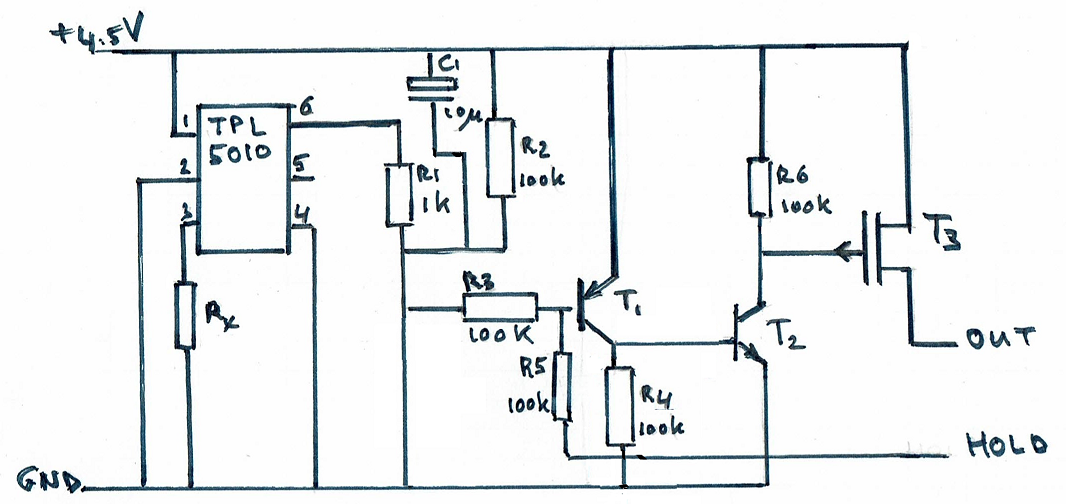 +4.5V
C1
10µ
6
1
TPL
5010
2
5
3
4
R1
1K
R2
100k
R6
100k
T3
Rx
R3
100K
T1
T2
OUT
R5
100k
R4
100k
HOLD
GND